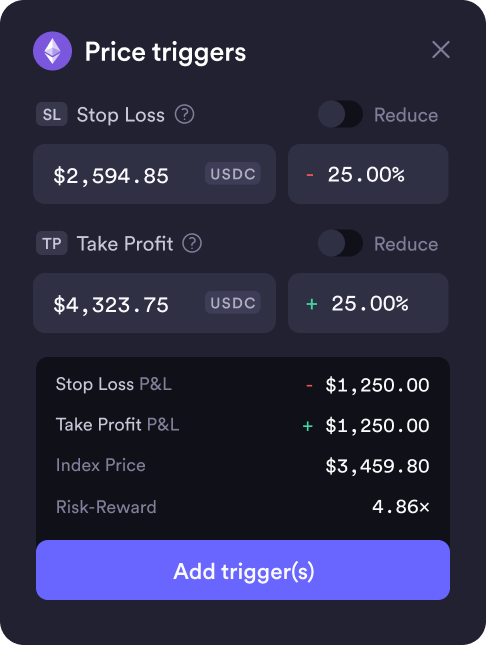 Price triggers
SL Stop Loss ? Reduce
$2,594.85 USDC - 25.00%
TP Take Profit ? Reduce
$4,323.75 USDC + 25.00%
Stop Loss P&L - $1,250.00
Take Profit P&L + $1,250.00
Index Price $3,459.80
Risk-Reward 4.86×
Add trigger(s)